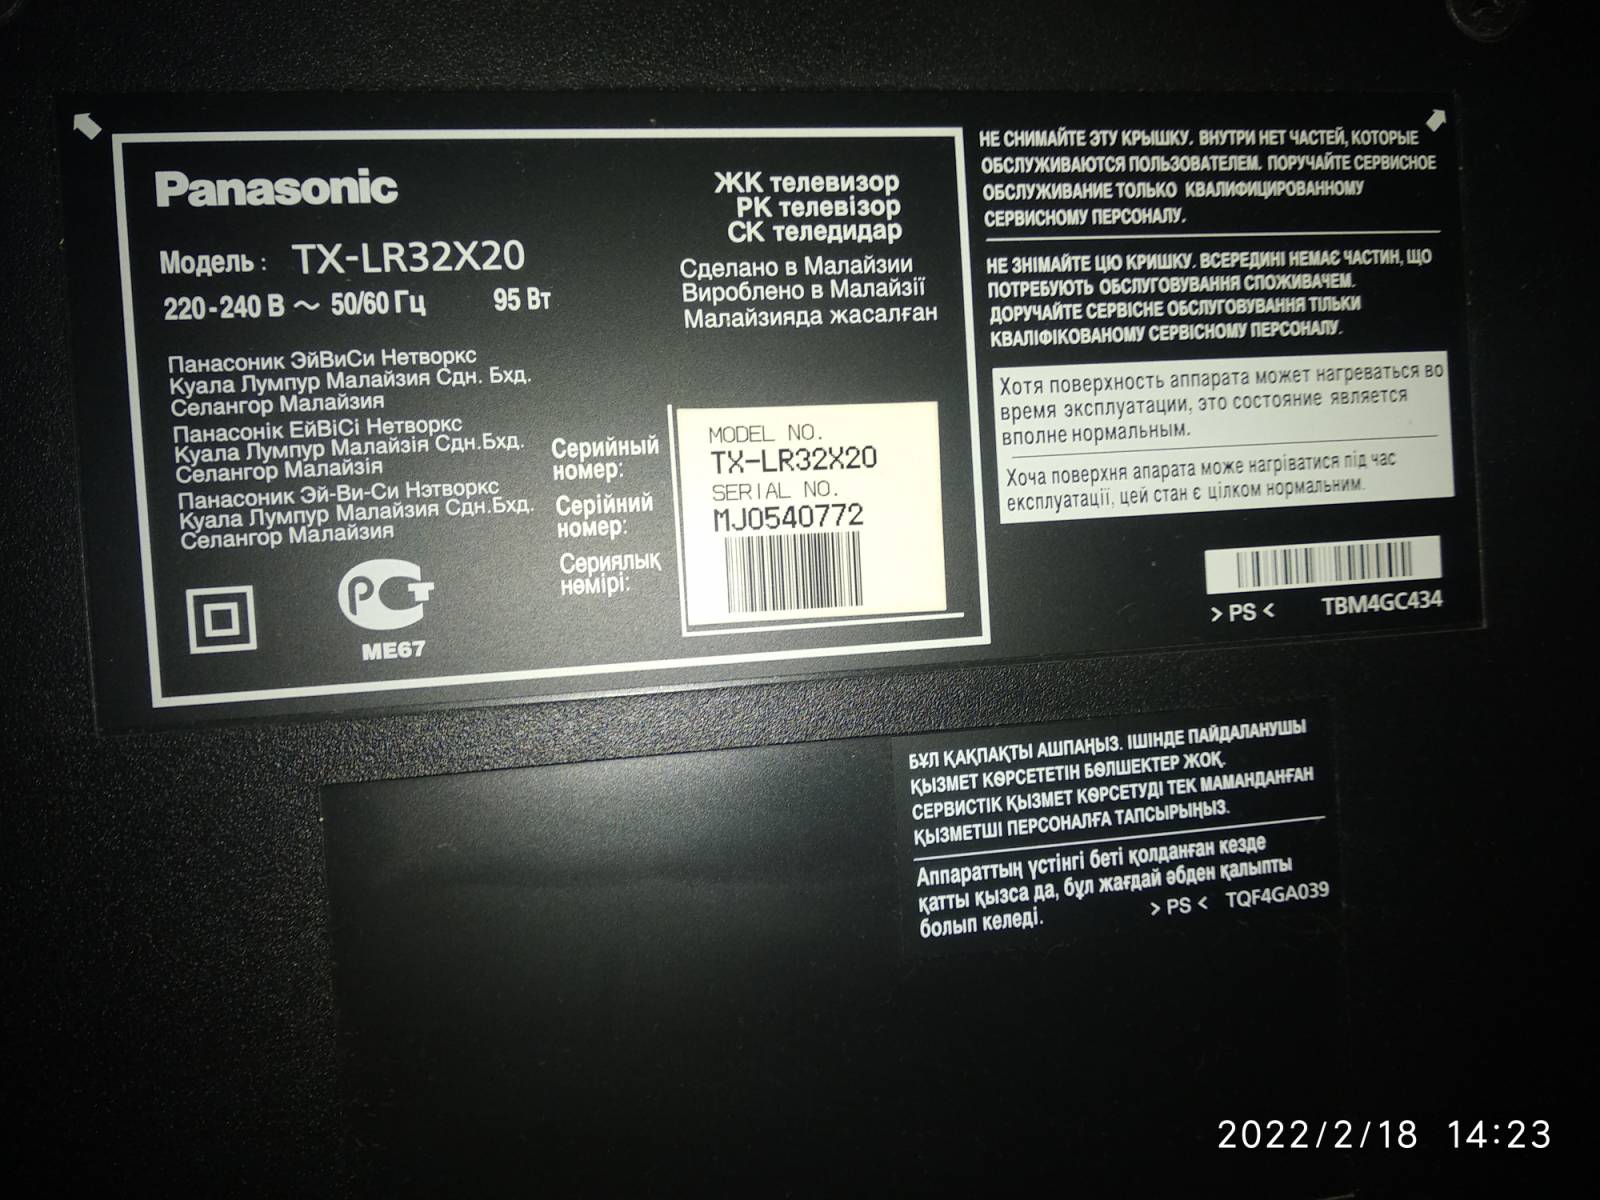 Panasonic
Модель : TX-LR32X20
220-240 В ~ 50/60 Гц 95 Вт
ЖК телевизор
РК телевізор
СК теледидар
Сделано в Малайзии
Вироблено в Малайзії
Малайзияда жасалған
Панасоник ЭйВиСи Нетворкс
Куала Лумпур Малайзия Сдн. Бхд.
Селангор Малайзия
Панасонік ЕйВіСі Нетворкс
Куала Лумпур Малайзія Сдн.Бхд.
Селангор Малайзія
Панасоник Эй-Ви-Си Нэтворкс
Куала Лумпур Малайзия Сдн.Бхд.
Селангор Малайзия
Серийный
номер:
Серійний
номер:
Сериялық
нөмірі:
MODEL NO.
TX-LR32X20
SERIAL NO.
MJ0540772
РСТ
ME67
НЕ СНИМАЙТЕ ЭТУ КРЫШКУ. ВНУТРИ НЕТ ЧАСТЕЙ, КОТОРЫЕ
ОБСЛУЖИВАЮТСЯ ПОЛЬЗОВАТЕЛЕМ. ПОРУЧАЙТЕ СЕРВИСНОЕ
ОБСЛУЖИВАНИЕ ТОЛЬКО КВАЛИФИЦИРОВАННОМУ
СЕРВИСНОМУ ПЕРСОНАЛУ.
НЕ ЗНІМАЙТЕ ЦЮ КРИШКУ. ВСЕРЕДИНІ НЕМАЄ ЧАСТИН, ЩО
ПОТРЕБУЮТЬ ОБСЛУГОВУВАННЯ СПОЖИВАЧЕМ.
ДОРУЧАЙТЕ СЕРВІСНЕ ОБСЛУГОВУВАННЯ ТІЛЬКИ
КВАЛІФІКОВАНОМУ СЕРВІСНОМУ ПЕРСОНАЛУ.
Хотя поверхность аппарата может нагреваться во
время эксплуатации, это состояние является
вполне нормальным.
Хоча поверхня апарата може нагріватися під час
експлуатації, цей стан є цілком нормальним.
> PS < TBM4GC434
БҰЛ ҚАҚПАҚТЫ АШПАҢЫЗ. ІШІНДЕ ПАЙДАЛАНУШЫ
ҚЫЗМЕТ КӨРСЕТЕТІН БӨЛШЕКТЕР ЖОҚ.
СЕРВИСТІК ҚЫЗМЕТ КӨРСЕТУДІ ТЕК МАМАНДАНҒАН
ҚЫЗМЕТШІ ПЕРСОНАЛҒА ТАПСЫРЫҢЫЗ.
Аппараттың үстіңгі беті қолданған кезде
қатты қызса да, бұл жағдай әбден қалыпты
болып келеді.
> PS < TQF4GA039
2022/2/18 14:23